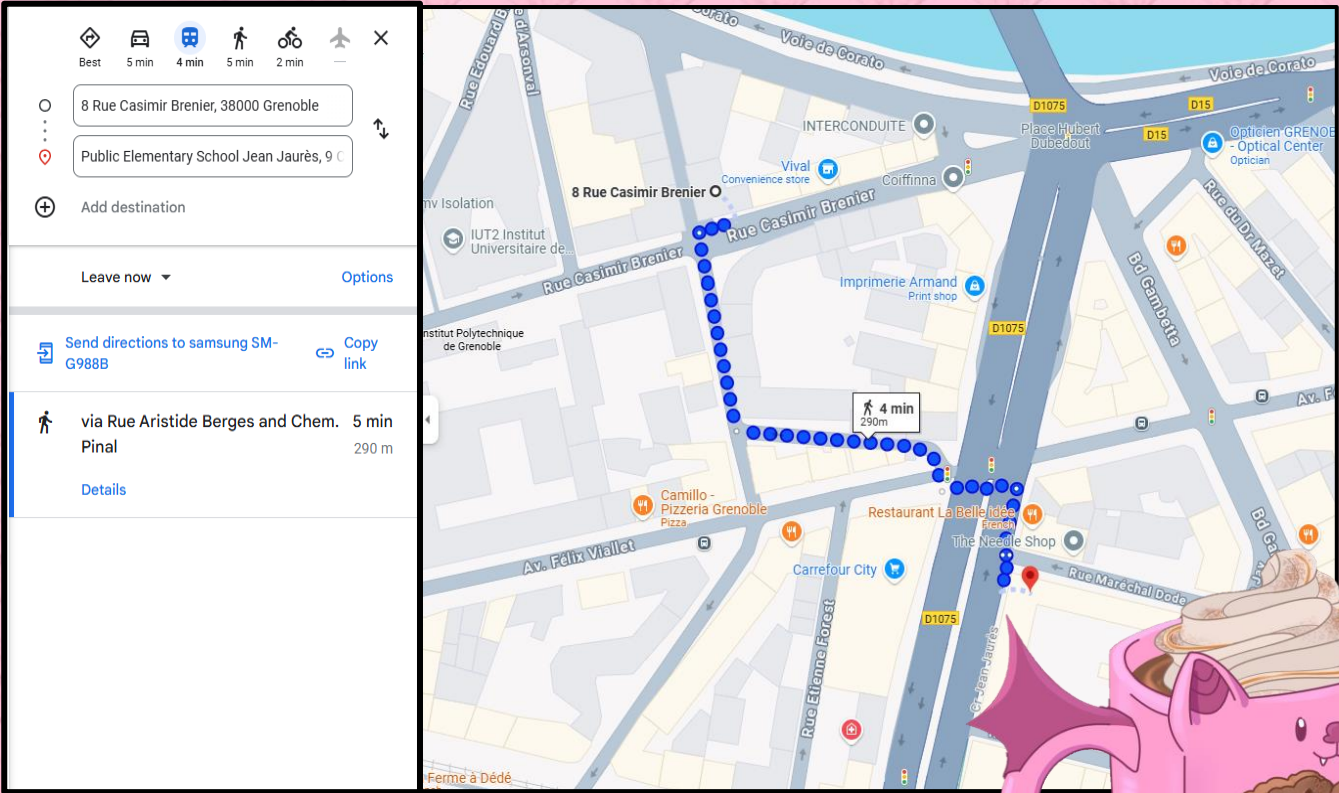 Best
5 min
4 min
5 min
2 min
—
8 Rue Casimir Brenier, 38000 Grenoble
Public Elementary School Jean Jaurès, 9 C
Add destination
Leave now
Options
Send directions to samsung SM-
G988B
Copy
link
via Rue Aristide Berges and Chem.
Pinal
5 min
290 m
Details
Rue Edouard B
e d'Arsonval
Corato
Voie de Corato
Voie de Corato
D1075
D15
D15
Place Hubert
Dubedout
Opticien GRENOB
- Optical Center
Optician
INTERCONDUITE
Vival
Convenience store
Coiffinna
8 Rue Casimir Brenier
Rue Casimir Brenier
mv Isolation
IUT2 Institut
Universitaire de...
Rue Casimir Brenier
Rue du Dr Mazet
Bd Gambetta
Imprimerie Armand
Print shop
nstitut Polytechnique
de Grenoble
D1075
4 min
290m
Av. F
Camillo -
Pizzeria Grenoble
Pizza
Restaurant La Belle idée
French
The Needle Shop
Av. Félix Viallet
Carrefour City
Rue Maréchal Dode
Bd Ga
D1075
Rue Etienne Forest
Cr Jean Jaurès
Ferme à Dédé